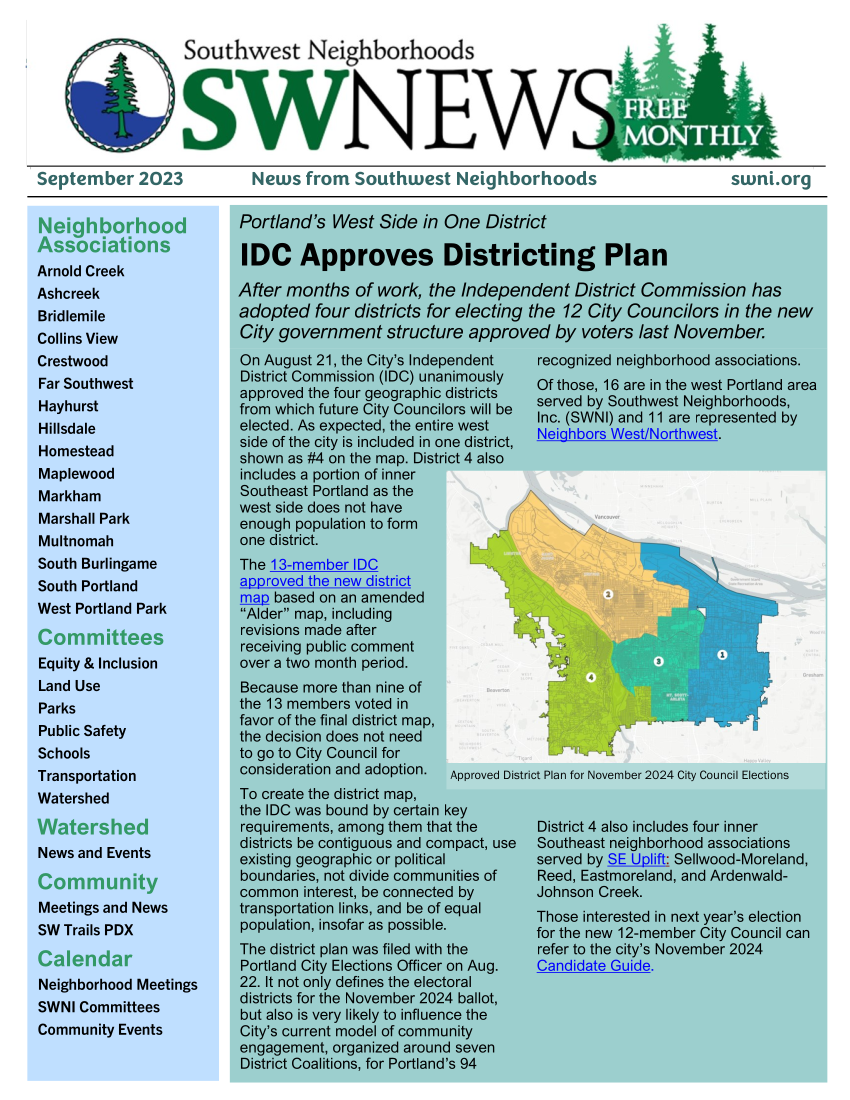 Southwest Neighborhoods
SWNEWS
FREE
MONTHLY
September 2023
News from Southwest Neighborhoods
swni.org
Neighborhood
Associations
Arnold Creek
Ashcreek
Bridlemile
Collins View
Crestwood
Far Southwest
Hayhurst
Hillsdale
Homestead
Maplewood
Markham
Marshall Park
Multnomah
South Burlingame
South Portland
West Portland Park
Committees
Equity & Inclusion
Land Use
Parks
Public Safety
Schools
Transportation
Watershed
Watershed
News and Events
Community
Meetings and News
SW Trails PDX
Calendar
Neighborhood Meetings
SWNI Committees
Community Events
Portland's West Side in One District
IDC Approves Districting Plan
After months of work, the Independent District Commission has
adopted four districts for electing the 12 City Councilors in the new
City government structure approved by voters last November.
On August 21, the City's Independent
District Commission (IDC) unanimously
approved the four geographic districts
from which future City Councilors will be
elected. As expected, the entire west
side of the city is included in one district,
shown as #4 on the map. District 4 also
includes a portion of inner
Southeast Portland as the
west side does not have
enough population to form
one district.
The 13-member IDC
approved the new district
map based on an amended
“Alder” map, including
revisions made after
receiving public comment
over a two month period.
Because more than nine of
the 13 members voted in
favor of the final district map,
the decision does not need
to go to City Council for
consideration and adoption.
To create the district map,
the IDC was bound by certain key
requirements, among them that the
districts be contiguous and compact, use
existing geographic or political
boundaries, not divide communities of
common interest, be connected by
transportation links, and be of equal
population, insofar as possible.
The district plan was filed with the
Portland City Elections Officer on Aug.
22. It not only defines the electoral
districts for the November 2024 ballot,
but also is very likely to influence the
City's current model of community
engagement, organized around seven
District Coalitions, for Portland's 94
recognized neighborhood associations.
Of those, 16 are in the west Portland area
served by Southwest Neighborhoods,
Inc. (SWNI) and 11 are represented by
Neighbors West/Northwest.
Vancouver
2
1
3
4
Beaverton
Gresham
Tigard
Happy Valley
Approved District Plan for November 2024 City Council Elections
District 4 also includes four inner
Southeast neighborhood associations
served by SE Uplift: Sellwood-Moreland,
Reed, Eastmoreland, and Ardenwald-
Johnson Creek.
Those interested in next year's election
for the new 12-member City Council can
refer to the city's November 2024
Candidate Guide.